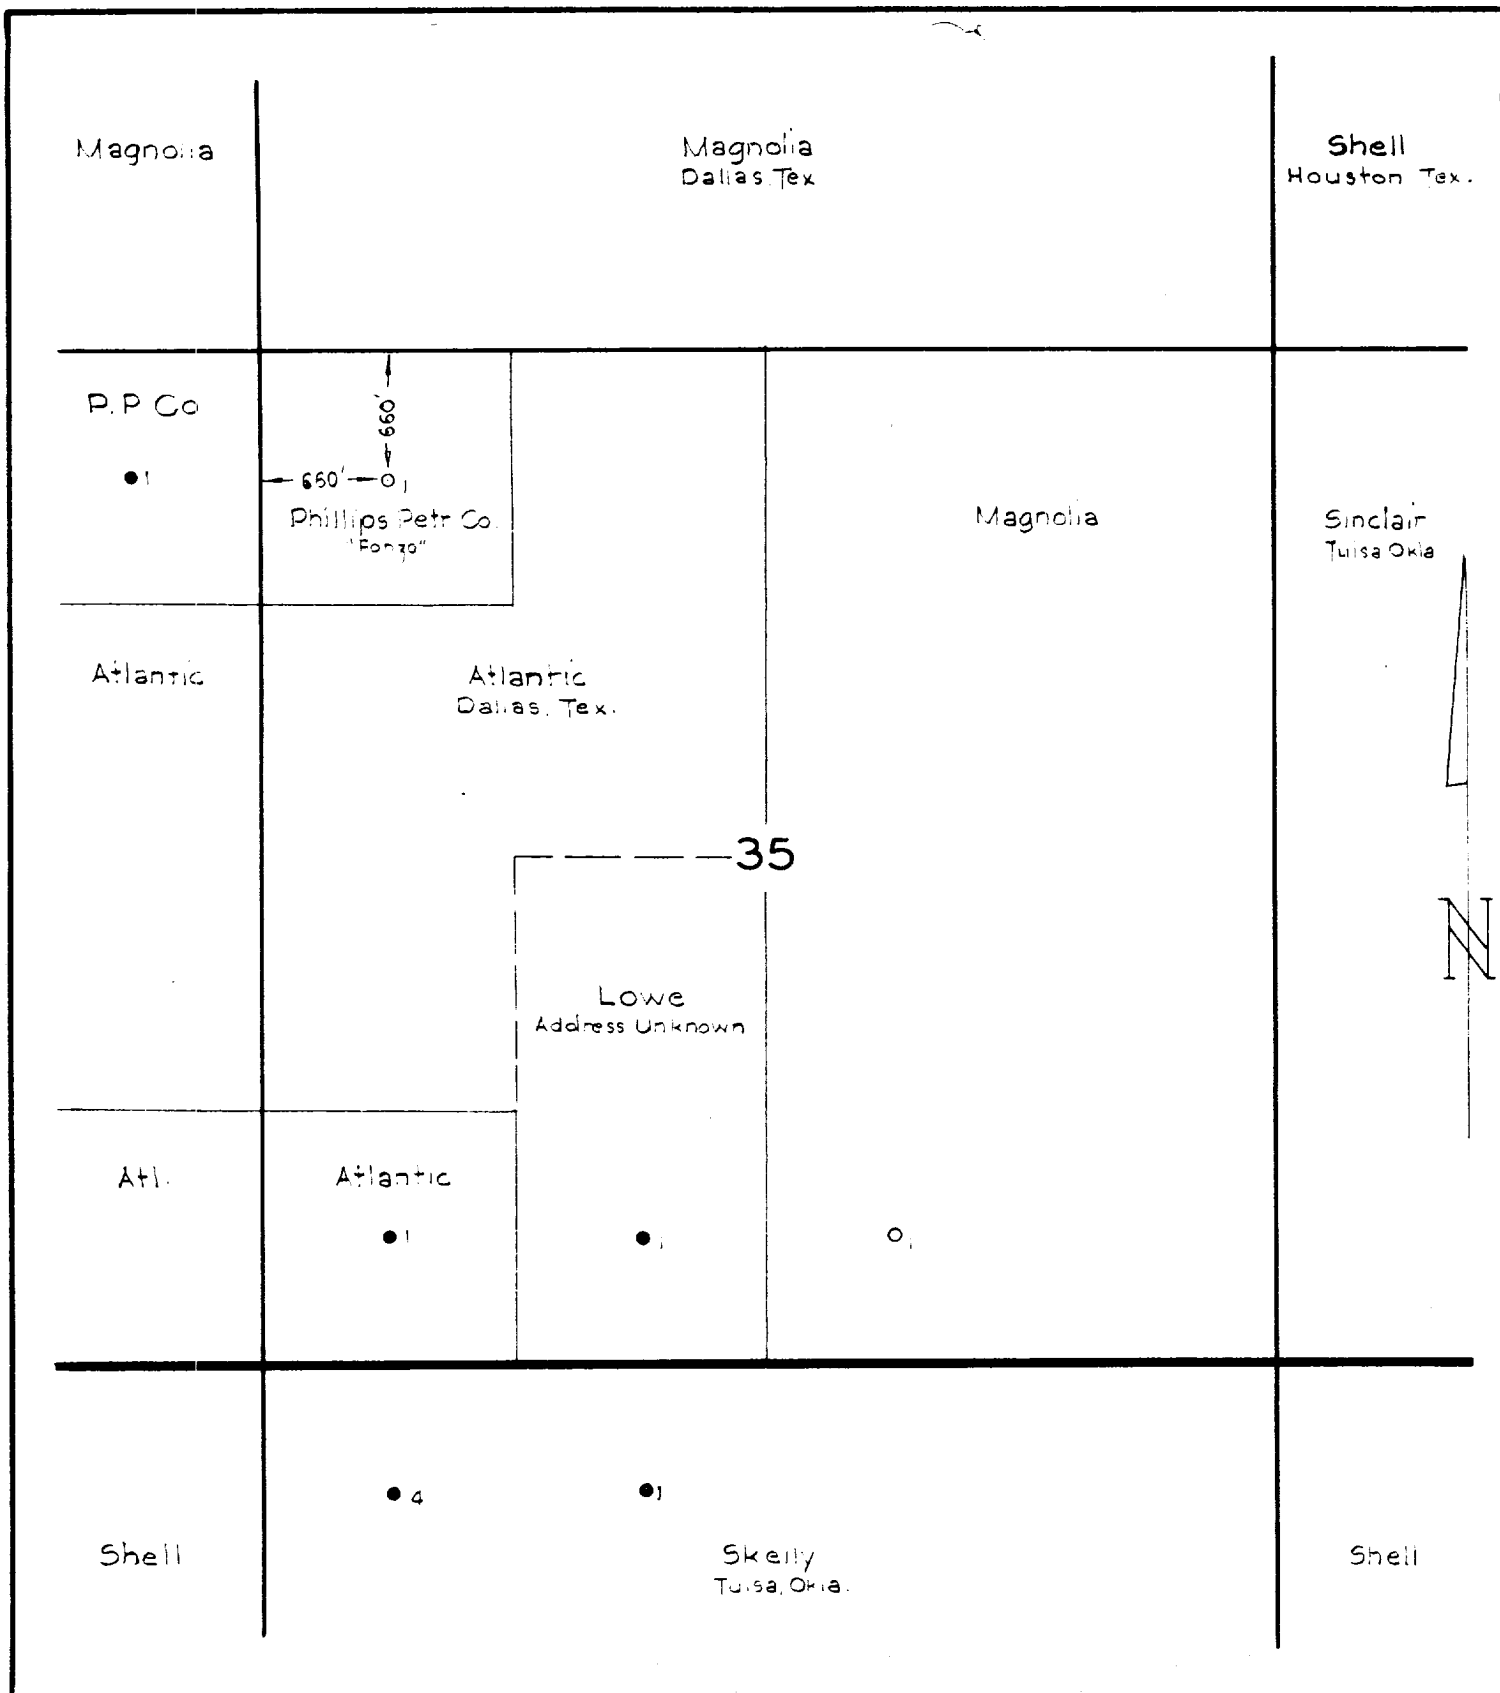 Magnolia
Magnolia
Dallas, Tex
Shell
Houston Tex.
P.P Co
1
660'
660'
1
Phillips Petr Co.
"Fonzo"
Magnolia
Sinclair
Tulsa Okla
Atlantic
Atlantic
Dallas, Tex.
35
N
Lowe
Address Unknown
Atl.
Atlantic
1
1
1
4
1
Shell
Skelly
Tulsa, Okla.
Shell